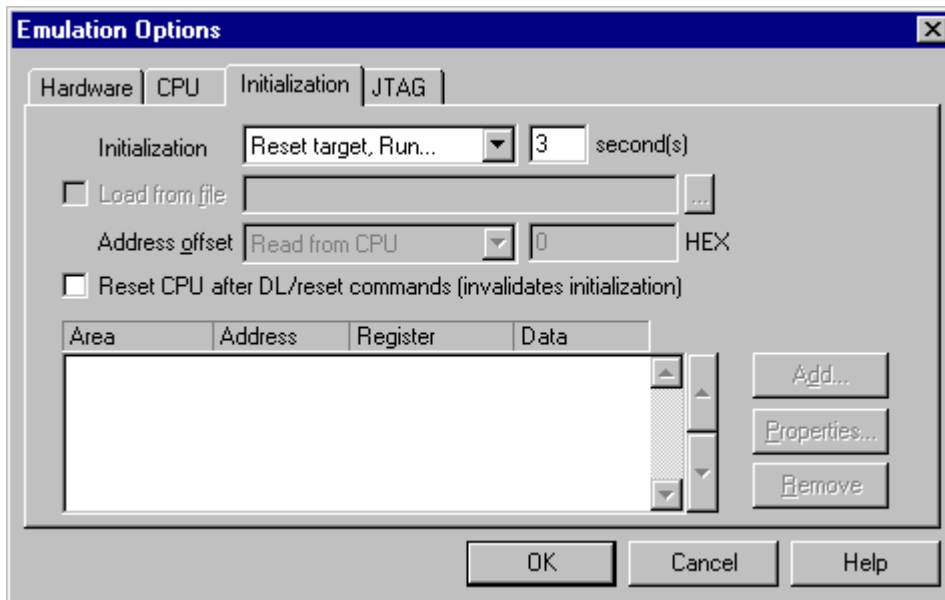 Emulation Options
Hardware CPU Initialization JTAG
Initialization Reset target, Run... 3 second(s)
Load from file ...
Address offset Read from CPU 0 HEX
Reset CPU after DL/reset commands (invalidates initialization)
Area Address Register Data
Add...
Properties...
Remove
OK Cancel Help